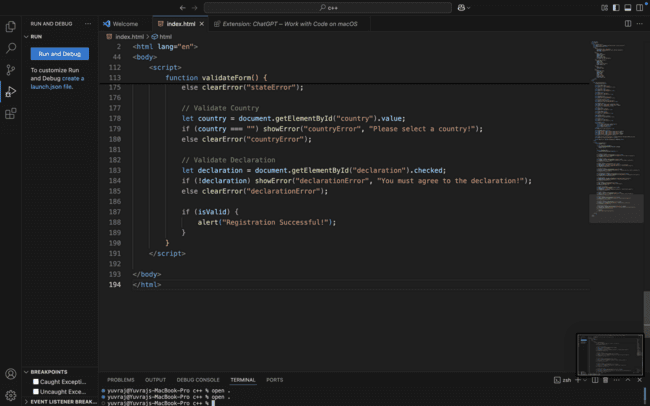 c++
RUN AND DEBUG
Welcome
index.html
Extension: ChatGPT – Work with Code on macOS
RUN
index.html > html
Run and Debug
To customize Run
and Debug create a
launch.json file.
2 <html lang="en">
44 <body>
112 <script>
113 function validateForm() {
175 else clearError("stateError");
176
177 // Validate Country
178 let country = document.getElementById("country").value;
179 if (country === "") showError("countryError", "Please select a country!");
180 else clearError("countryError");
181
182 // Validate Declaration
183 let declaration = document.getElementById("declaration").checked;
184 if (!declaration) showError("declarationError", "You must agree to the declaration!");
185 else clearError("declarationError");
186
187 if (isValid) {
188 alert("Registration Successful!");
189 }
190 }
191 </script>
192
193 </body>
194 </html>
BREAKPOINTS
Caught Excepti...
Uncaught Exce...
EVENT LISTENER BREAK...
PROBLEMS OUTPUT DEBUG CONSOLE TERMINAL PORTS
zsh
yuvraj@Yuvrajs-MacBook-Pro c++ % open .
yuvraj@Yuvrajs-MacBook-Pro c++ % open .
yuvraj@Yuvrajs-MacBook-Pro c++ %